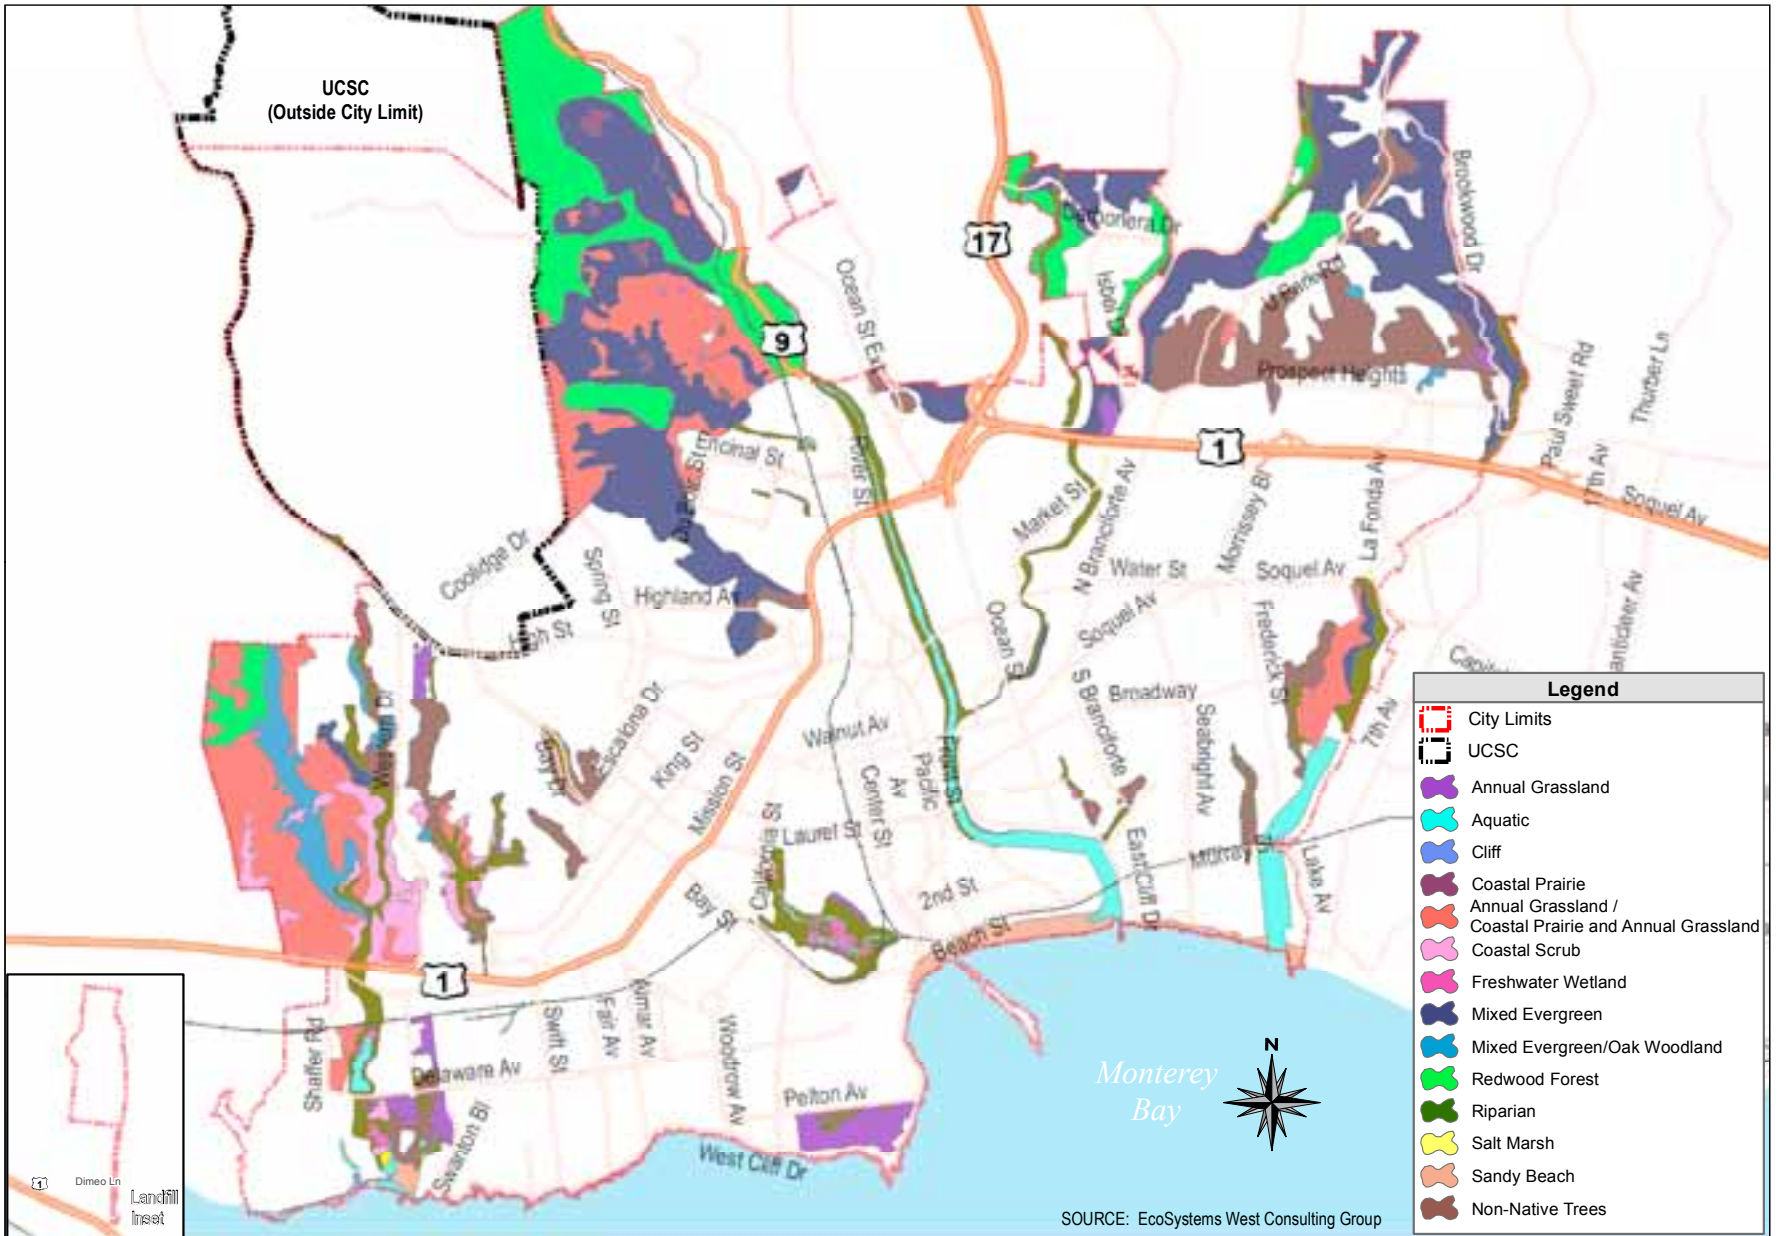 UCSC
(Outside City Limit)
17
9
1
1
Carbonera Dr
Isbel
Brookwood Dr
Ocean St Ext
U Park Rd
Prospect Heights
Paul Sweet Rd
Thurber Ln
17th Av
Soquel Av
La Fonda Av
Morrissey Bl
N Branciforte Av
Market St
River St
Encinal St
Coolidge Dr
Spring St
Highland Av
High St
Water St
Soquel Av
Soquel Av
Frederick St
Ocean St
S Branciforte
Broadway
Seabright Av
7th Av
Western Dr
Bay Dr
Escalona Dr
King St
Mission St
Walnut Av
Front St
Pacific
Av
Center St
Laurel St
California St
Bay St
2nd St
Beach St
East Cliff Dr
Murray
Lake Av
Shaffer Rd
Delaware Av
Swift St
Fair Av
Almar Av
Woodrow Av
Pelton Av
Swanton Bl
West Cliff Dr
Monterey
Bay
N
1
Dimeo Ln
Landfill
Inset
SOURCE: EcoSystems West Consulting Group
Legend
City Limits
UCSC
Annual Grassland
Aquatic
Cliff
Coastal Prairie
Annual Grassland /
Coastal Prairie and Annual Grassland
Coastal Scrub
Freshwater Wetland
Mixed Evergreen
Mixed Evergreen/Oak Woodland
Redwood Forest
Riparian
Salt Marsh
Sandy Beach
Non-Native Trees